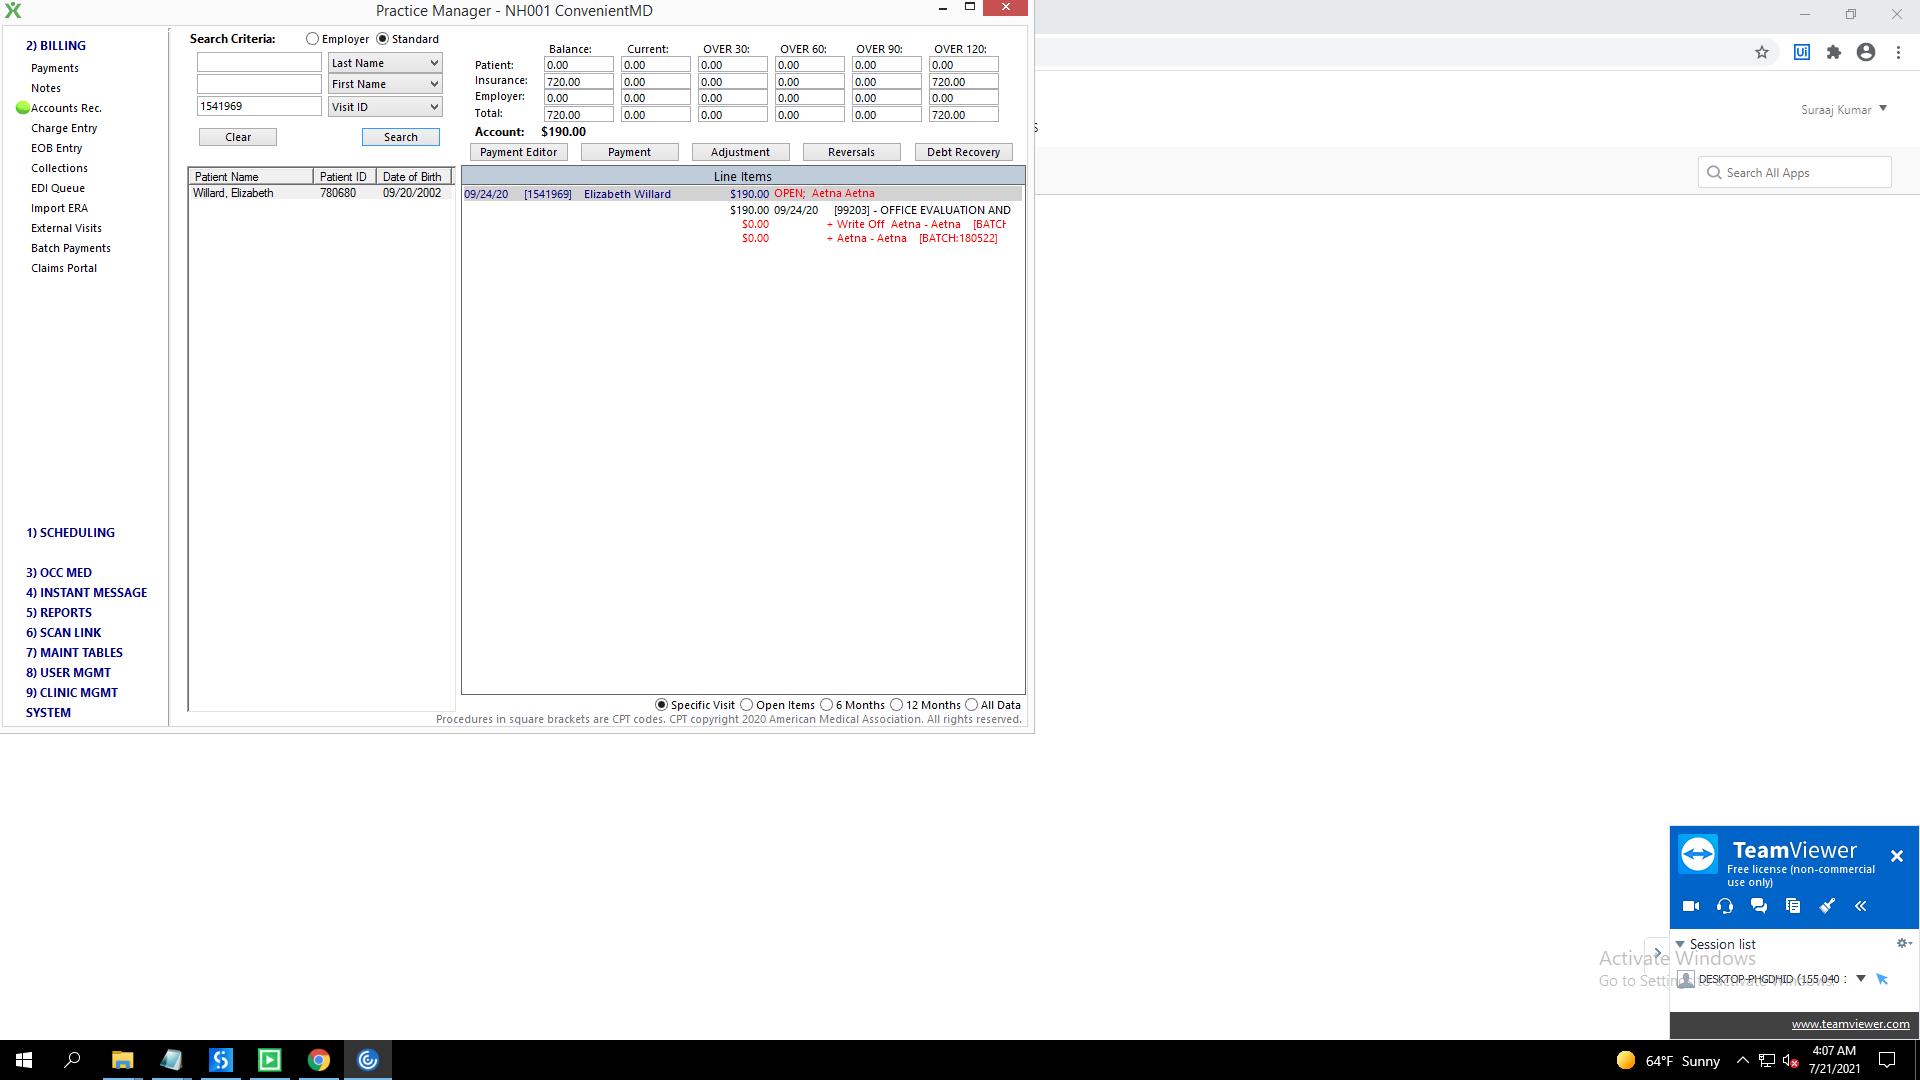 Practice Manager - NH001 ConvenientMD
2) BILLING
Payments
Notes
Accounts Rec.
Charge Entry
EOB Entry
Collections
EDI Queue
Import ERA
External Visits
Batch Payments
Claims Portal
1) SCHEDULING
3) OCC MED
4) INSTANT MESSAGE
5) REPORTS
6) SCAN LINK
7) MAINT TABLES
8) USER MGMT
9) CLINIC MGMT
SYSTEM
Search Criteria: Employer Standard
Last Name
First Name
1541969 Visit ID
Clear Search
Patient Name Patient ID Date of Birth
Willard, Elizabeth 780680 09/20/2002
Balance: Current: OVER 30: OVER 60: OVER 90: OVER 120:
Patient: 0.00 0.00 0.00 0.00 0.00 0.00
Insurance: 720.00 0.00 0.00 0.00 0.00 720.00
Employer: 0.00 0.00 0.00 0.00 0.00 0.00
Total: 720.00 0.00 0.00 0.00 0.00 720.00
Account: $190.00
Payment Editor Payment Adjustment Reversals Debt Recovery
Line Items
09/24/20 [1541969] Elizabeth Willard $190.00 OPEN; Aetna Aetna
$190.00 09/24/20 [99203] - OFFICE EVALUATION AND
$0.00 + Write Off Aetna - Aetna [BATCH
$0.00 + Aetna - Aetna [BATCH:180522]
Specific Visit Open Items 6 Months 12 Months All Data
Procedures in square brackets are CPT codes. CPT copyright 2020 American Medical Association. All rights reserved.
Ui
Suraaj Kumar
s
Search All Apps
TeamViewer
Free license (non-commercial
use only)
Session list
DESKTOP-PHGDHID (155 040
Activate Windows
Go to Settings to activate Windows.
www.teamviewer.com
64°F Sunny
4:07 AM
7/21/2021